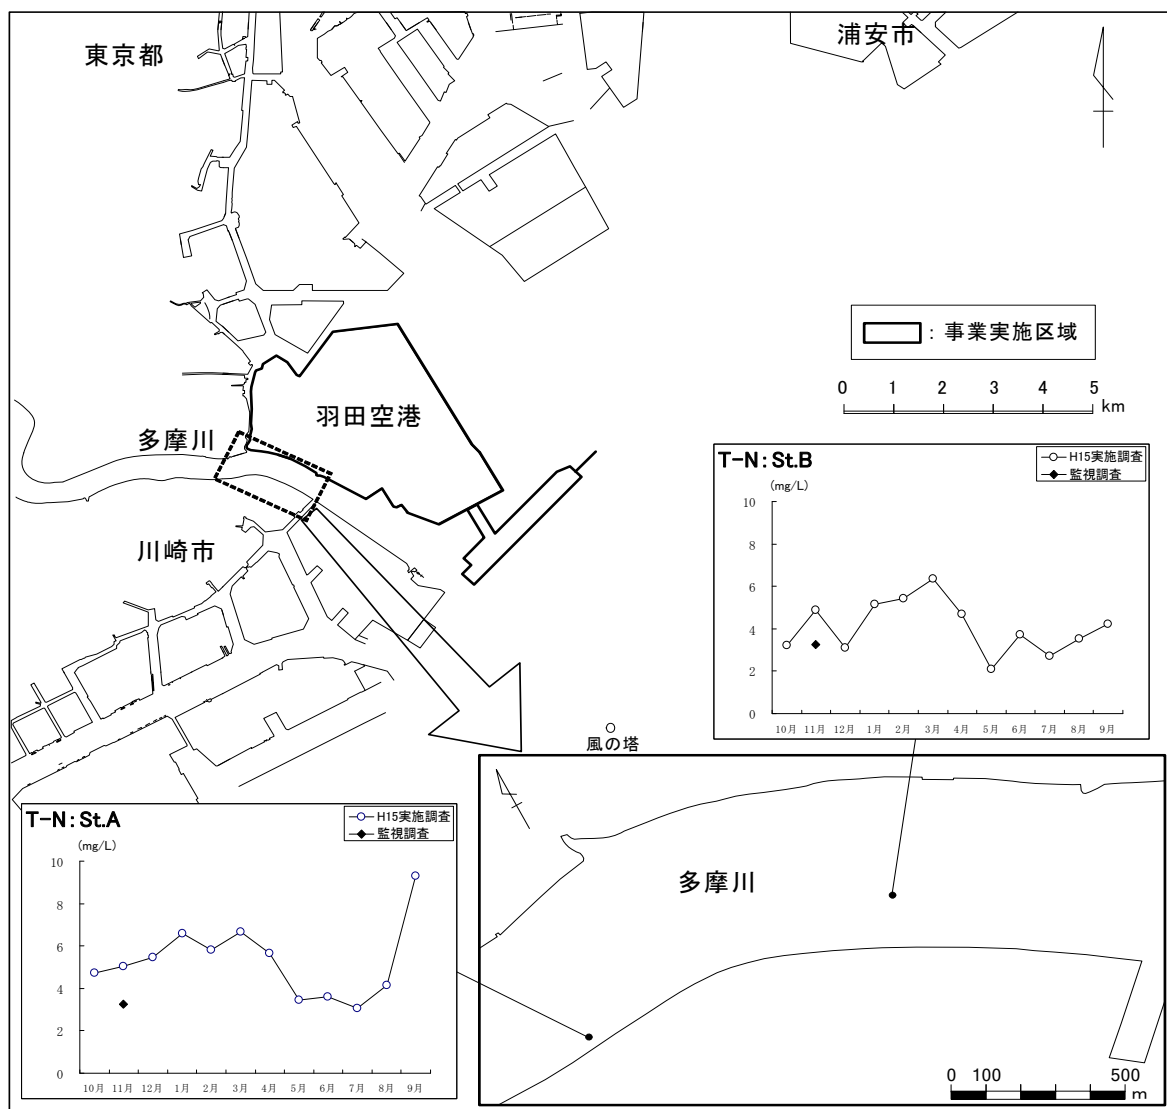 東京都
浦安市
: 事業実施区域
0 1 2 3 4 5
km
羽田空港
多摩川
川崎市
風の塔
T-N: St.B
(mg/L)
H15実施調査
監視調査
10
8
6
4
2
0
10月 11月 12月 1月 2月 3月 4月 5月 6月 7月 8月 9月
T-N: St.A
(mg/L)
H15実施調査
監視調査
10
8
6
4
2
0
10月 11月 12月 1月 2月 3月 4月 5月 6月 7月 8月 9月
多摩川
0 100 500
m